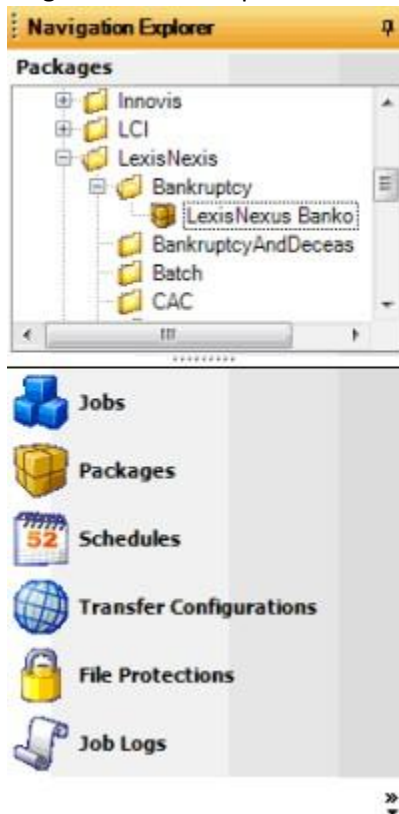 Navigation Explorer
Packages
Innovis
LCI
LexisNexis
Bankruptcy
LexisNexus Banko
BankruptcyAndDeceas
Batch
CAC
Jobs
Packages
52
Schedules
Transfer Configurations
File Protections
Job Logs